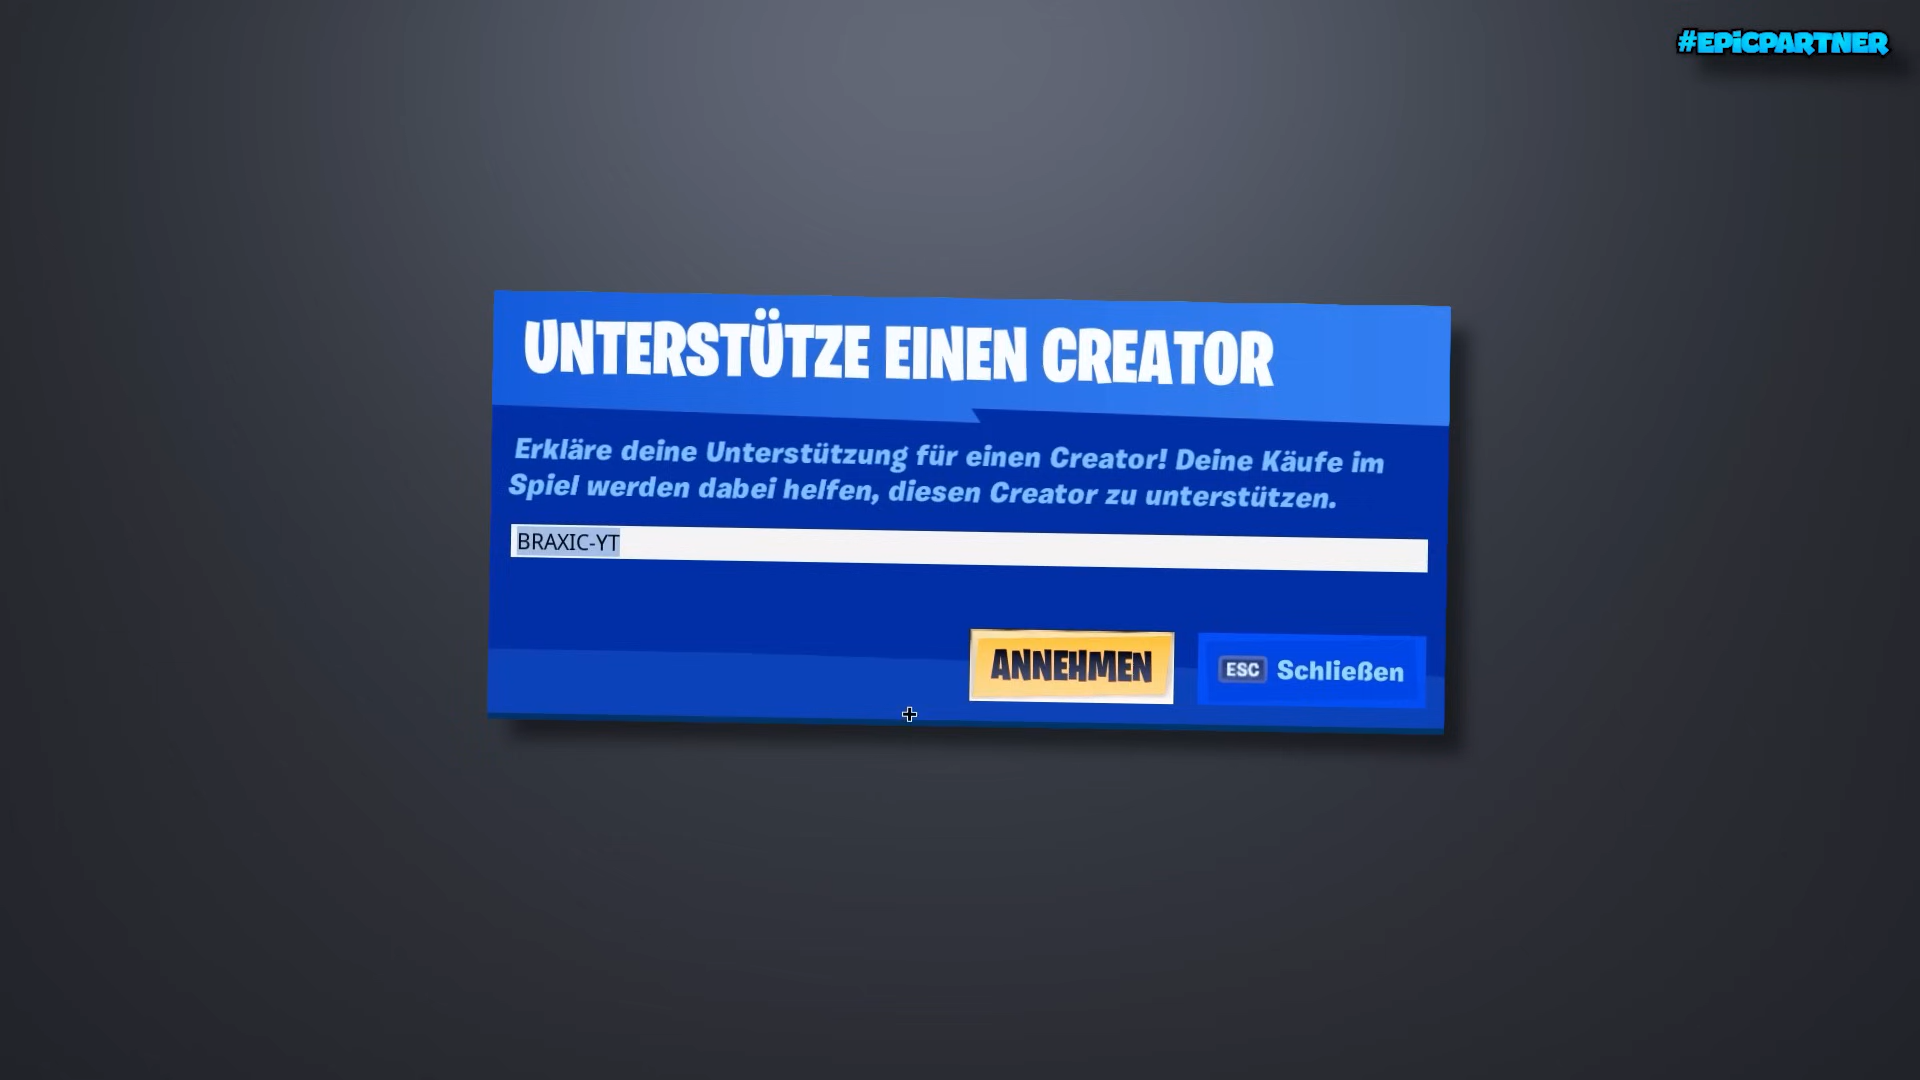 #EPICPARTNER
UNTERSTÜTZE EINEN CREATOR
Erkläre deine Unterstützung für einen Creator! Deine Käufe im
Spiel werden dabei helfen, diesen Creator zu unterstützen.
BRAXIC-YT
ANNEHMEN
ESC Schließen